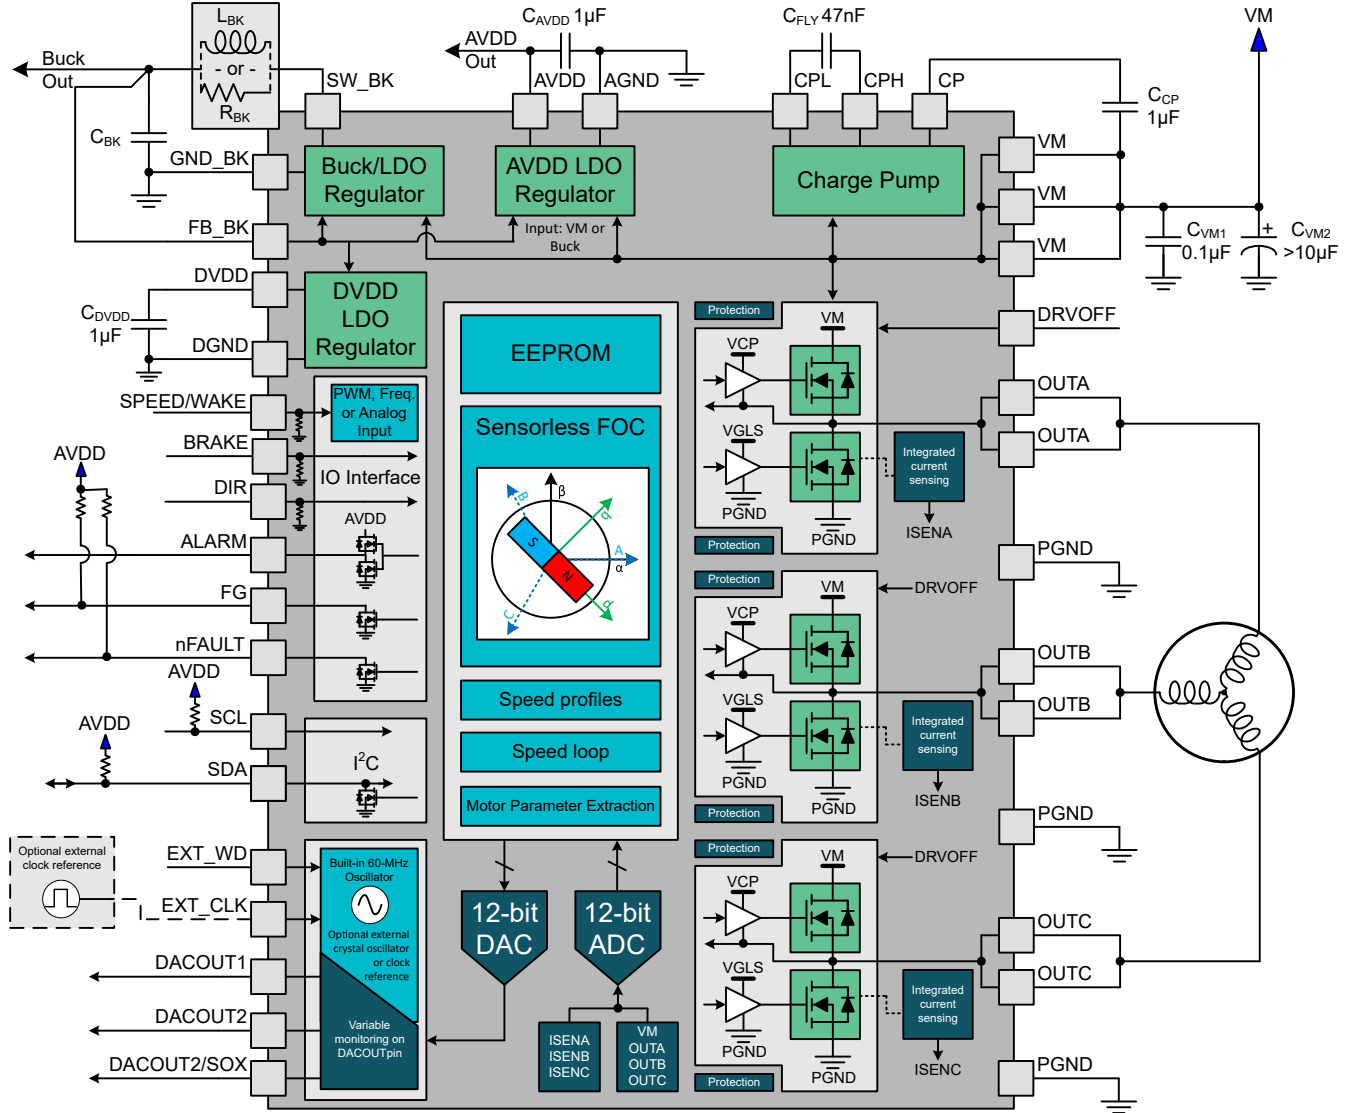 LBK
- or -
RBK
Buck
Out
CBK
SW_BK
CAVDD 1µF
AVDD
Out
AVDD
AGND
CFLY 47nF
CPL
CPH
CP
CCP
1µF
VM
VM
VM
VM
CVM1
0.1µF
CVM2
>10µF
+
GND_BK
FB_BK
Buck/LDO
Regulator
AVDD LDO
Regulator
Input: VM or
Buck
Charge Pump
DVDD
CDVDD
1µF
DGND
DVDD
LDO
Regulator
SPEED/WAKE
BRAKE
DIR
AVDD
ALARM
FG
nFAULT
PWM, Freq.
or Analog
Input
IO Interface
AVDD
AVDD
SCL
AVDD
SDA
I2C
EEPROM
Sensorless FOC
β
B
q
A
α
S
N
C
d
Speed profiles
Speed loop
Motor Parameter Extraction
Optional external
clock reference
EXT_WD
EXT_CLK
DACOUT1
DACOUT2
DACOUT2/SOX
Built-in 60-MHz
Oscillator
Optional external
crystal oscillator
or clock
reference
Variable
monitoring on
DACOUTpin
12-bit
DAC
12-bit
ADC
ISENA
ISENB
ISENC
VM
OUTA
OUTB
OUTC
Protection
VM
VCP
VGLS
PGND
PGND
Integrated
current
sensing
ISENA
Protection
DRVOFF
OUTA
OUTA
PGND
Protection
VM
DRVOFF
VCP
VGLS
PGND
PGND
Integrated
current
sensing
ISENB
Protection
OUTB
OUTB
PGND
Protection
VM
DRVOFF
VCP
VGLS
PGND
PGND
Integrated
current
sensing
ISENC
Protection
OUTC
OUTC
PGND